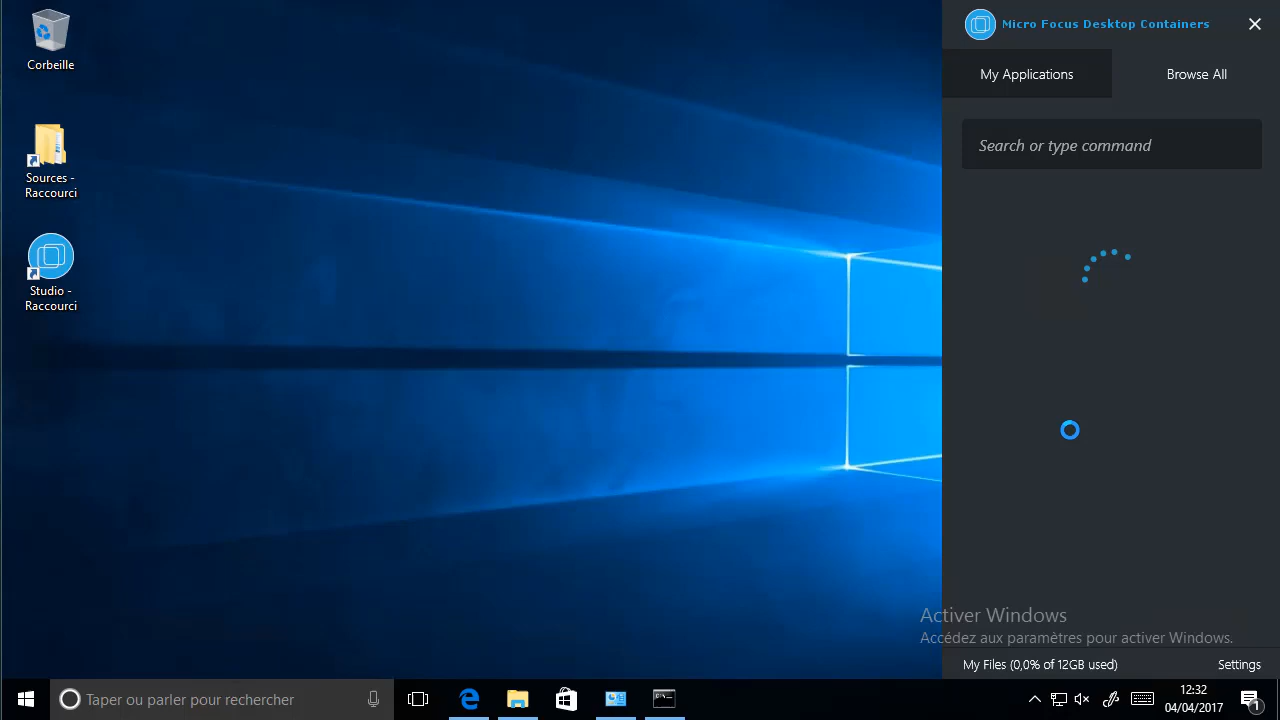 Corbeille
Sources -
Raccourci
Studio -
Raccourci
Micro Focus Desktop Containers
My Applications
Browse All
Search or type command
Activer Windows
Accédez aux paramètres pour activer Windows.
My Files (0,0% of 12GB used)
Settings
Taper ou parler pour rechercher
12:32
04/04/2017
1